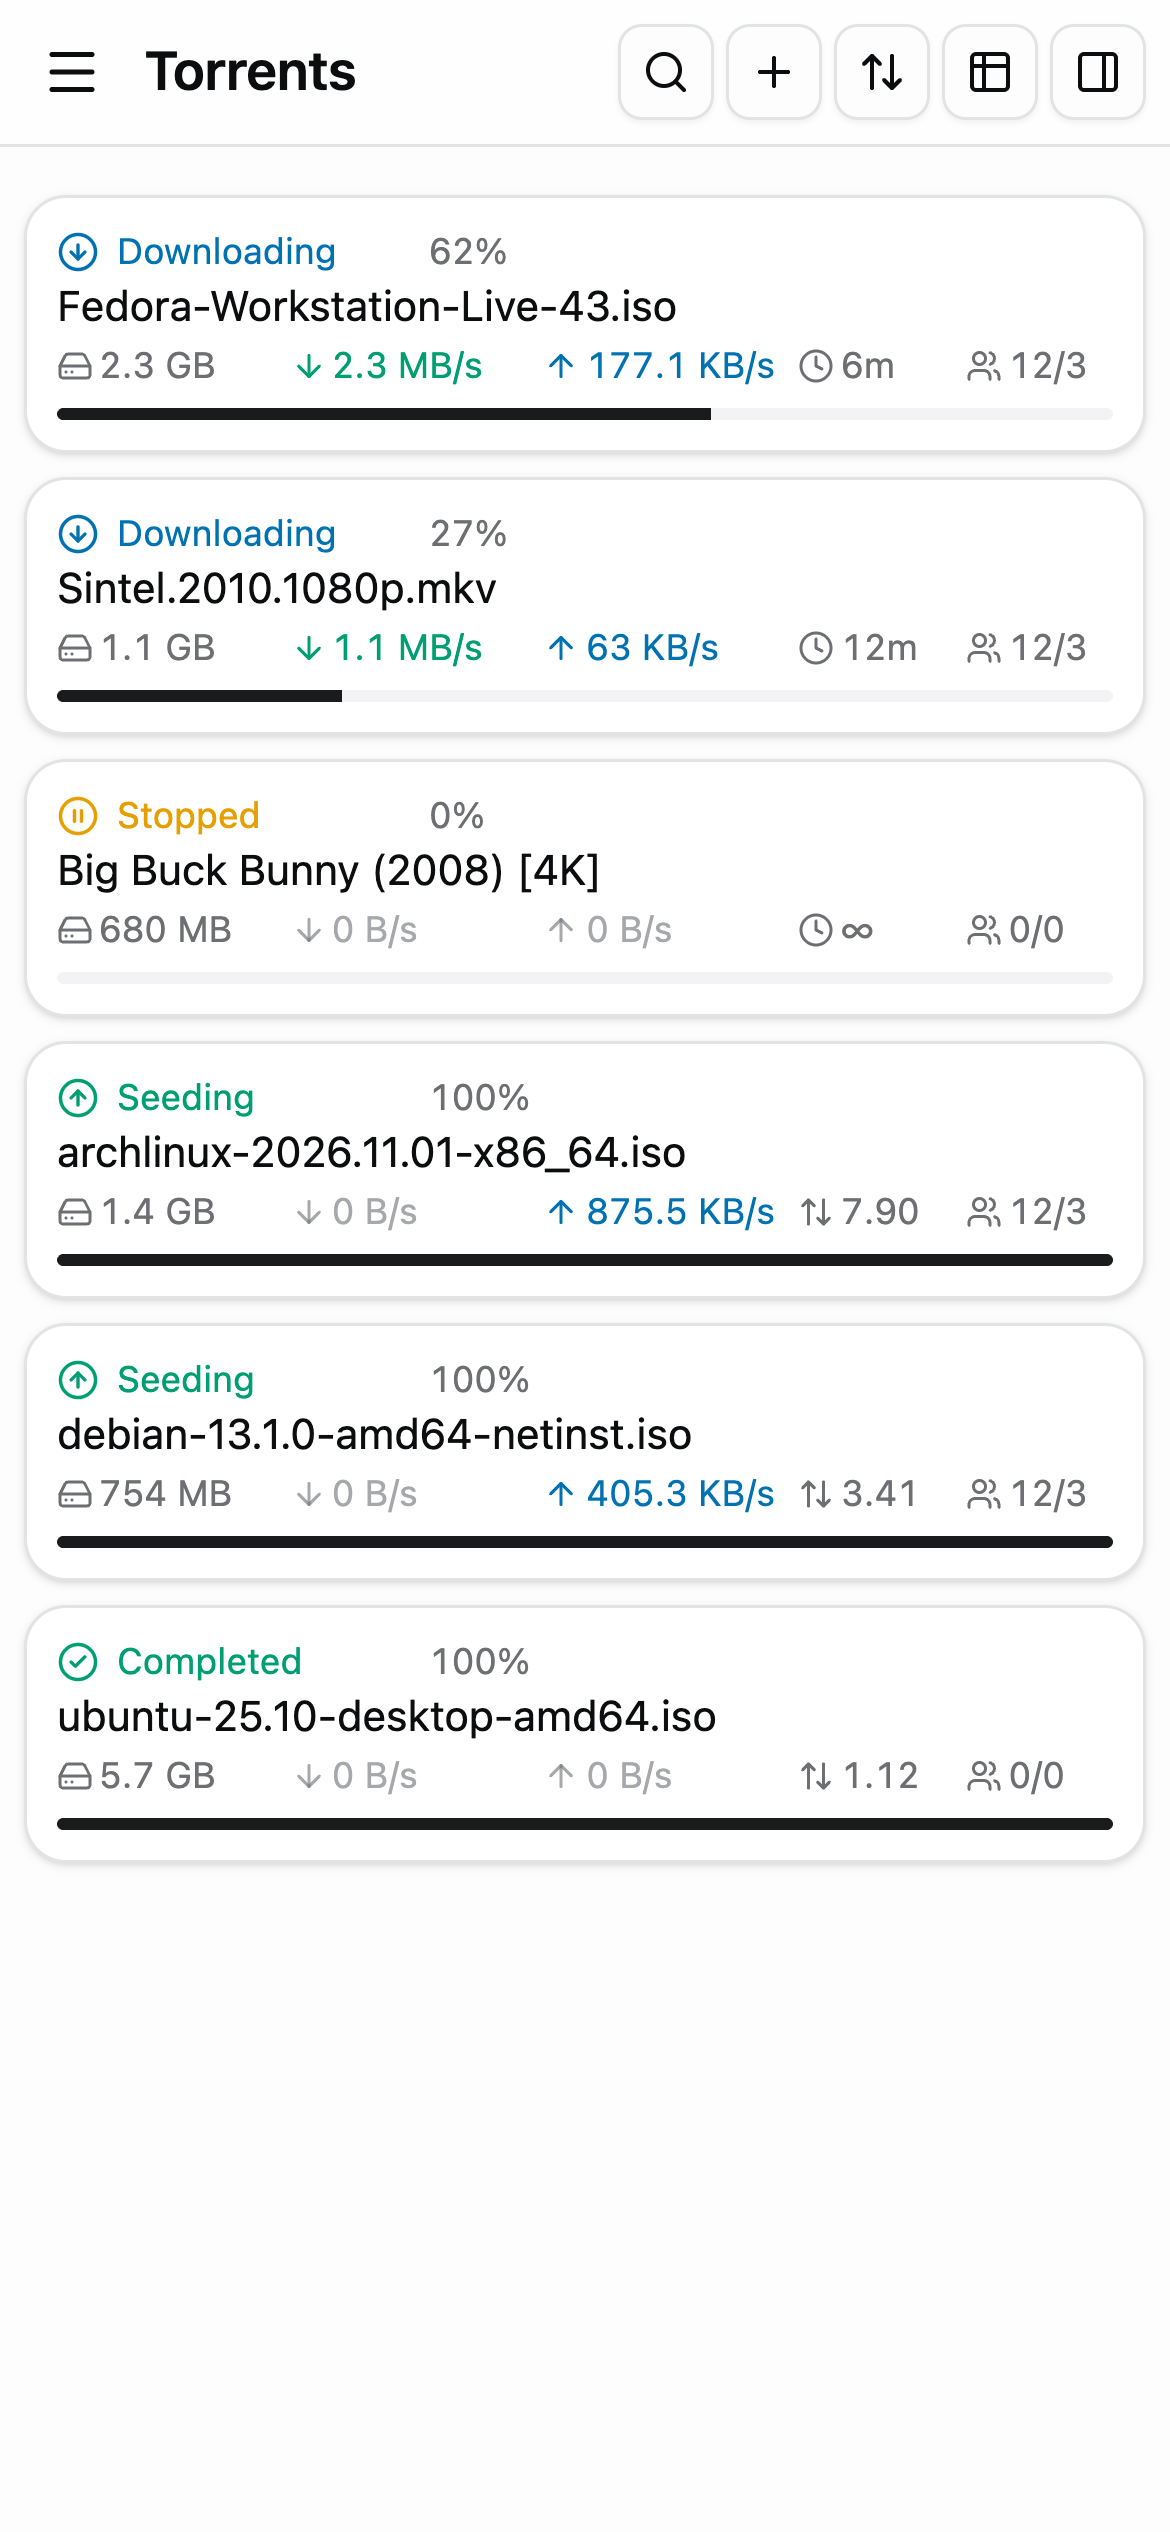 Torrents
Downloading 62%
Fedora-Workstation-Live-43.iso
2.3 GB 2.3 MB/s 177.1 KB/s 6m 12/3
Downloading 27%
Sintel.2010.1080p.mkv
1.1 GB 1.1 MB/s 63 KB/s 12m 12/3
Stopped 0%
Big Buck Bunny (2008) [4K]
680 MB 0 B/s 0 B/s ∞ 0/0
Seeding 100%
archlinux-2026.11.01-x86_64.iso
1.4 GB 0 B/s 875.5 KB/s 7.90 12/3
Seeding 100%
debian-13.1.0-amd64-netinst.iso
754 MB 0 B/s 405.3 KB/s 3.41 12/3
Completed 100%
ubuntu-25.10-desktop-amd64.iso
5.7 GB 0 B/s 0 B/s 1.12 0/0